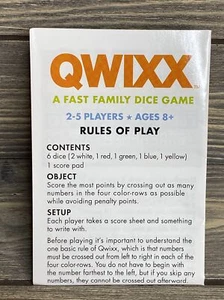 QWIXX™
A FAST FAMILY DICE GAME
2-5 PLAYERS ★ AGES 8+
RULES OF PLAY
CONTENTS
6 dice (2 white, 1 red, 1 green, 1 blue, 1 yellow)
1 score pad
OBJECT
Score the most points by crossing out as many
numbers in the four color-rows as possible
while avoiding penalty points.
SETUP
Each player takes a score sheet and something to
write with.
Before playing it's important to understand the
one basic rule of Qwixx, which is that numbers
must be crossed out from left to right in each of
the four color-rows. You do not have to begin with
the number farthest to the left, but if you skip any
numbers, they cannot be crossed out afterward.